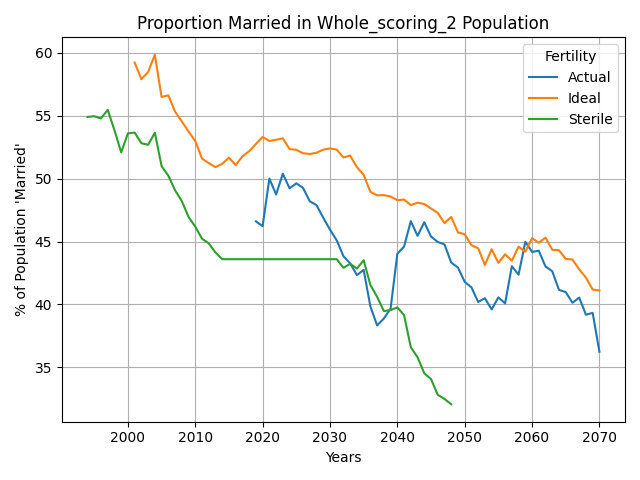 Proportion Married in Whole_scoring_2 Population
% of Population 'Married'
60
55
50
45
40
35
Fertility
Actual
Ideal
Sterile
2000 2010 2020 2030 2040 2050 2060 2070
Years